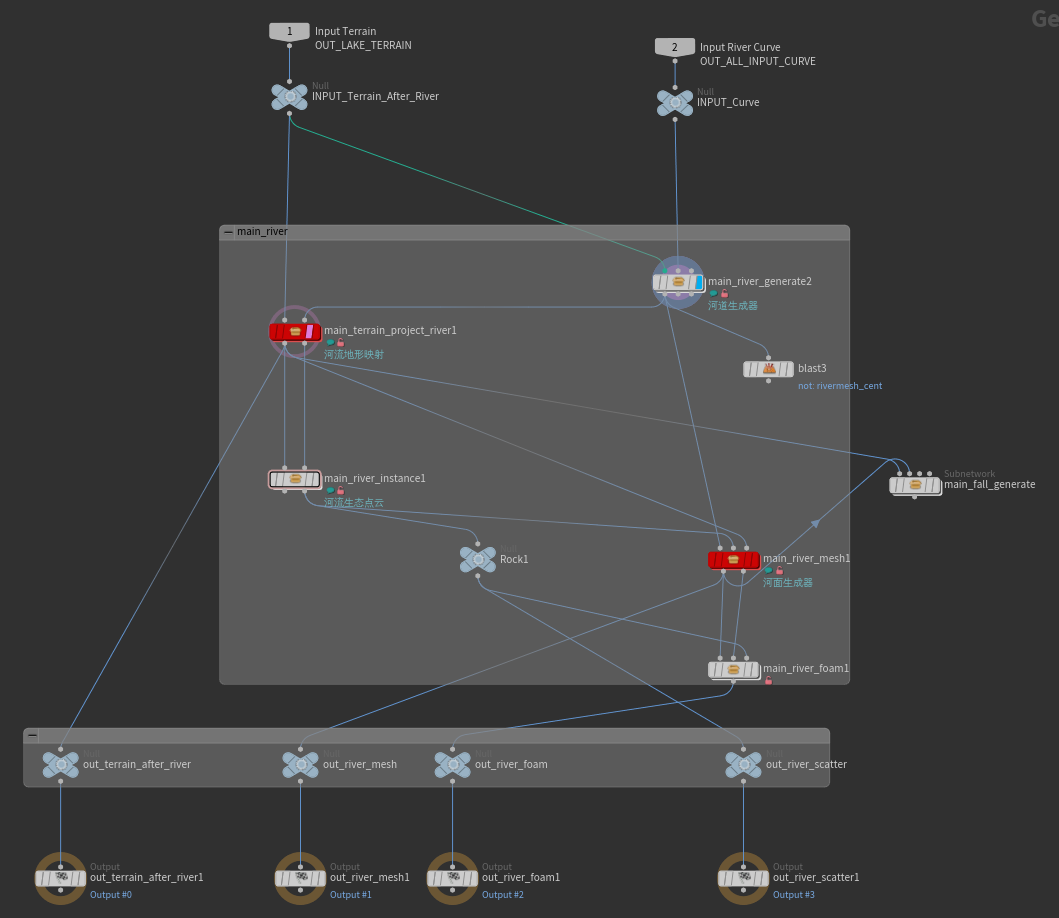 Ge
1
Input Terrain
OUT_LAKE_TERRAIN
2
Input River Curve
OUT_ALL_INPUT_CURVE
Null
INPUT_Terrain_After_River
Null
INPUT_Curve
main_river
main_river_generate2
河道生成器
main_terrain_project_river1
河流地形映射
blast3
not: rivermesh_cent
main_river_instance1
河流生态点云
Subnetwork
main_fall_generate
Null
Rock1
main_river_mesh1
河面生成器
main_river_foam1
Null
out_terrain_after_river
Null
out_river_mesh
Null
out_river_foam
Null
out_river_scatter
Output
out_terrain_after_river1
Output #0
Output
out_river_mesh1
Output #1
Output
out_river_foam1
Output #2
Output
out_river_scatter1
Output #3